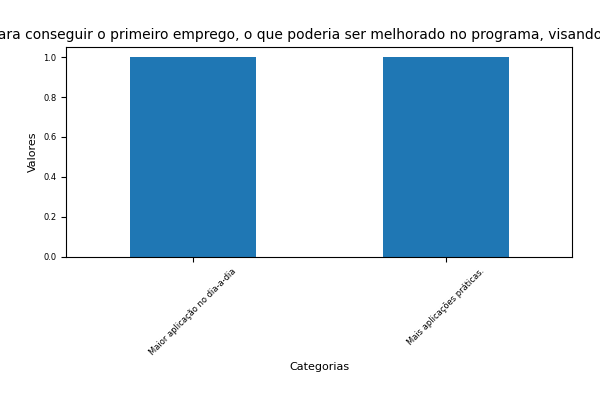 ara conseguir o primeiro emprego, o que poderia ser melhorado no programa, visando
1.0
0.8
0.6
0.4
0.2
0.0
Valores
Maior aplicação no dia-a-dia
Mais aplicações práticas.
Categorias